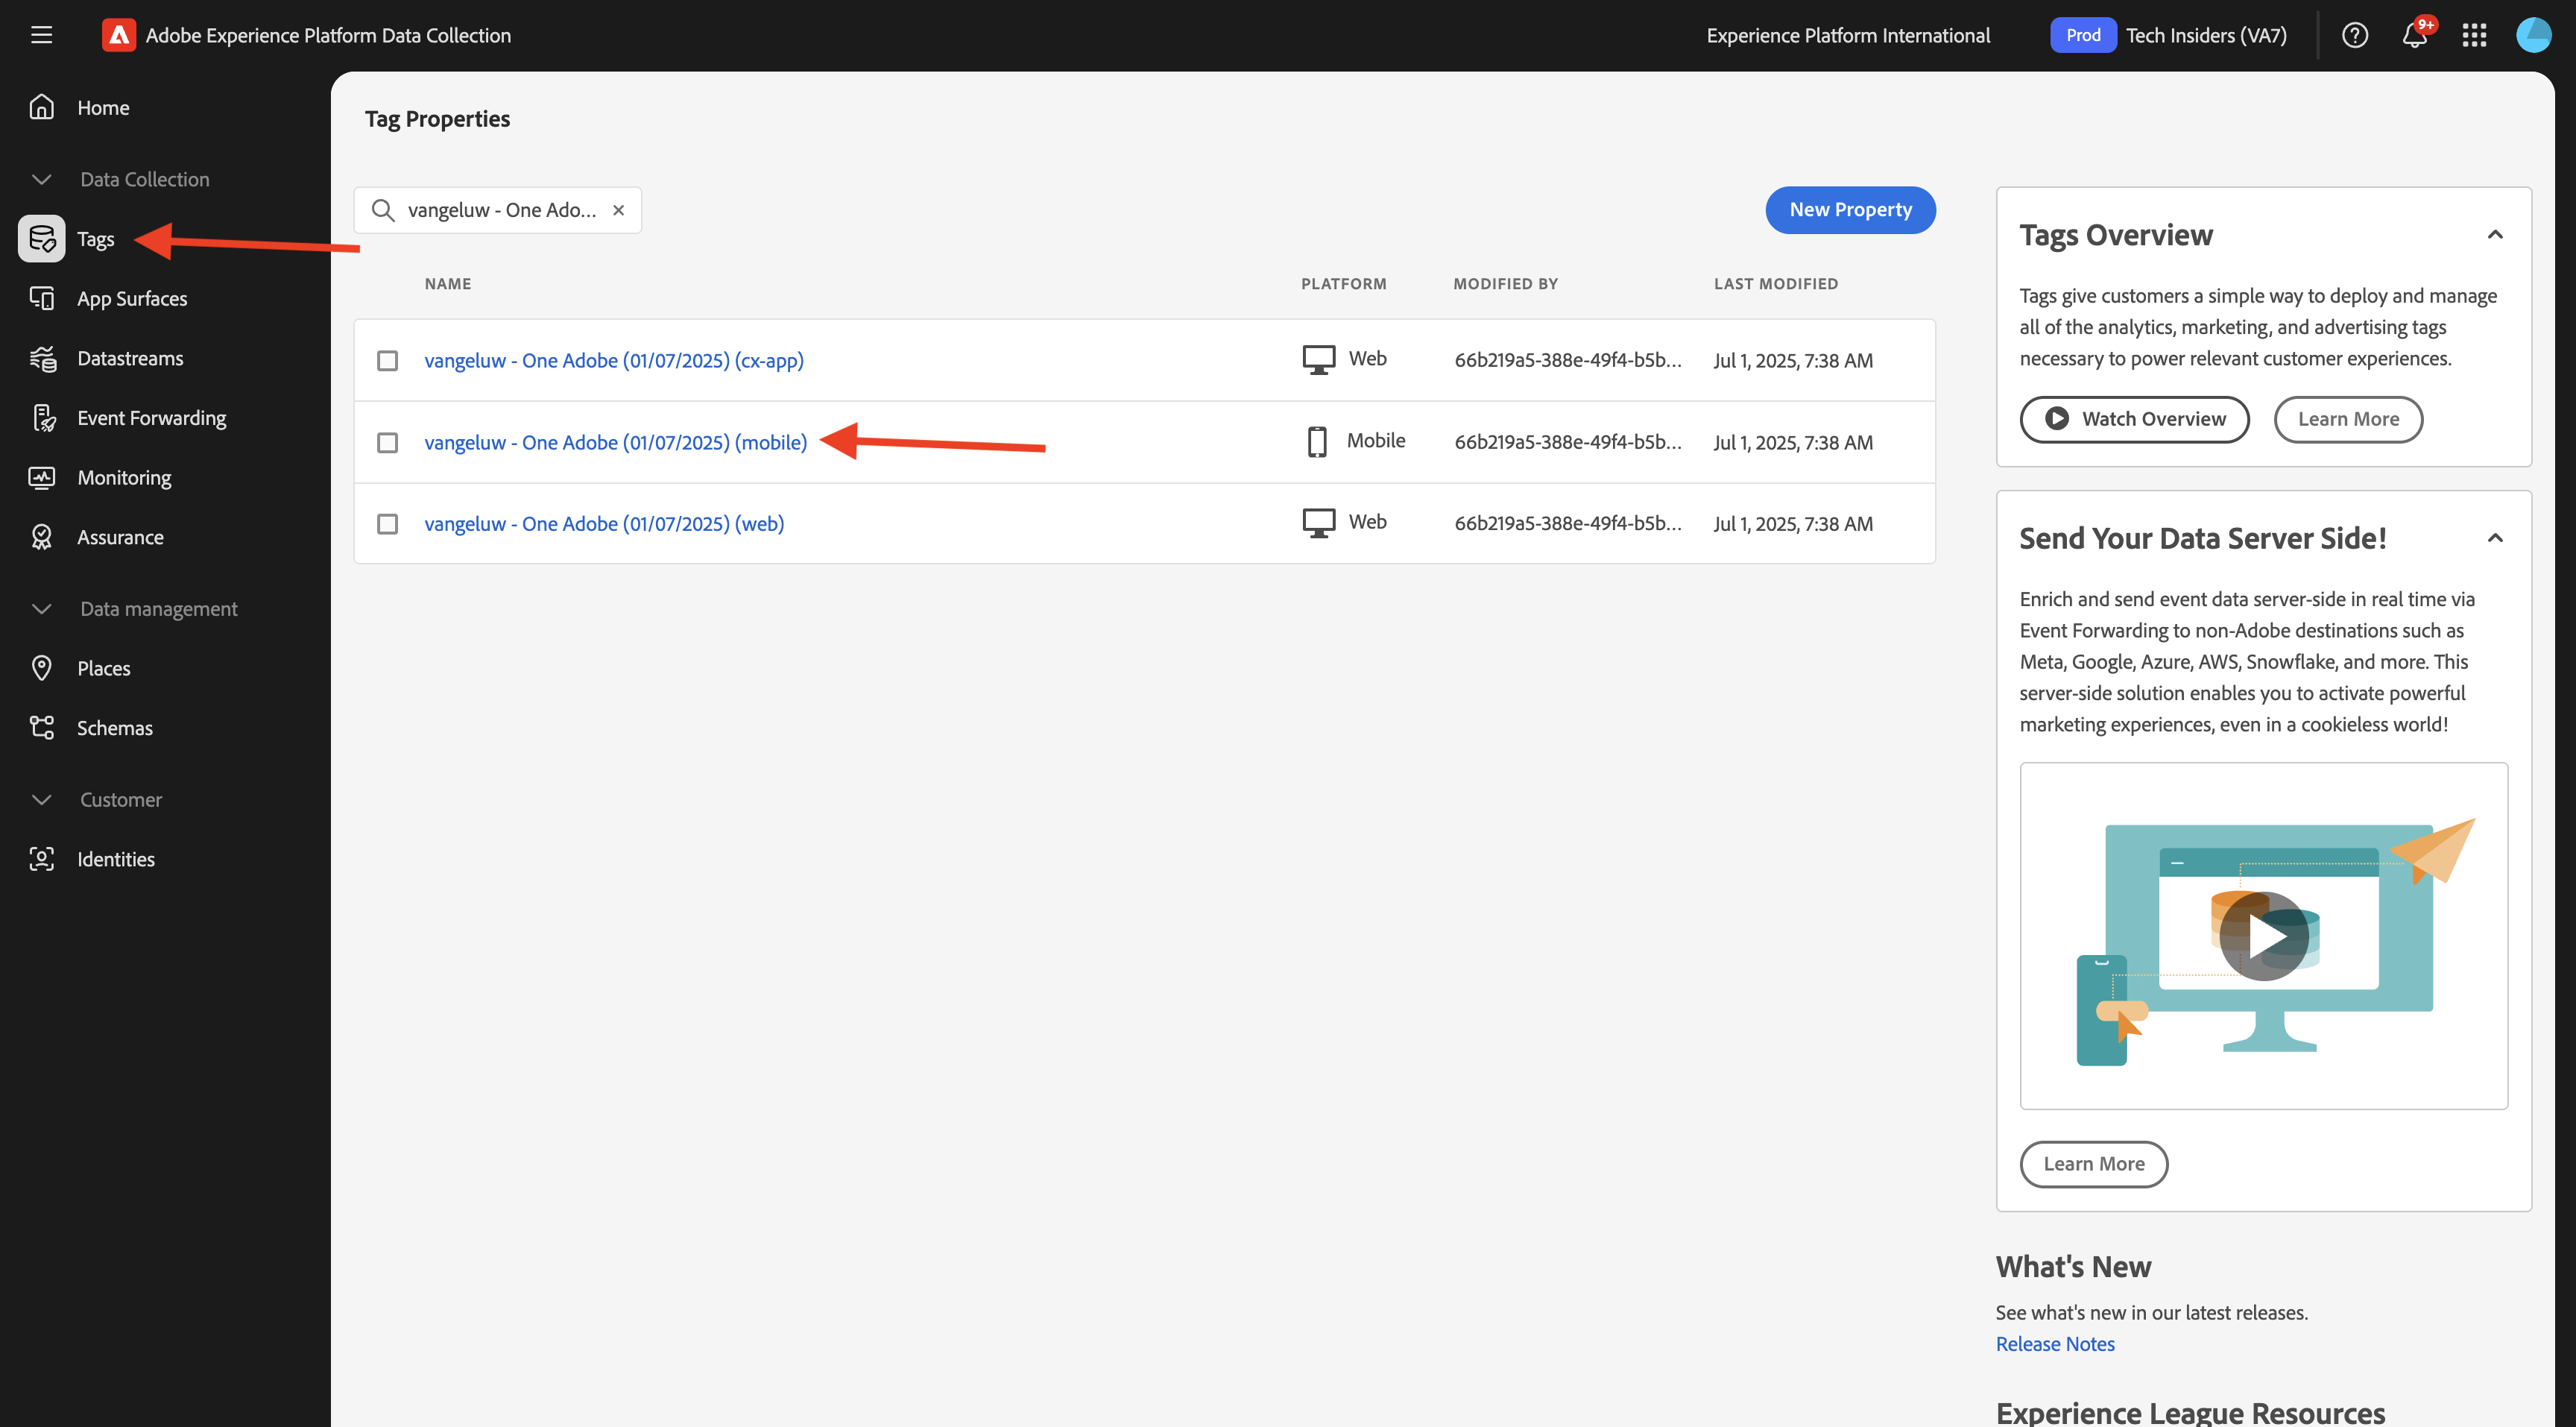 Adobe Experience Platform Data Collection
Experience Platform International
Prod
Tech Insiders (VA7)
9+
Home
Data Collection
Tags
App Surfaces
Datastreams
Event Forwarding
Monitoring
Assurance
Data management
Places
Schemas
Customer
Identities
Tag Properties
vangeluw - One Ado...
New Property
NAME PLATFORM MODIFIED BY LAST MODIFIED
vangeluw - One Adobe (01/07/2025) (cx-app) Web 66b219a5-388e-49f4-b5b... Jul 1, 2025, 7:38 AM
vangeluw - One Adobe (01/07/2025) (mobile) Mobile 66b219a5-388e-49f4-b5b... Jul 1, 2025, 7:38 AM
vangeluw - One Adobe (01/07/2025) (web) Web 66b219a5-388e-49f4-b5b... Jul 1, 2025, 7:38 AM
Tags Overview
Tags give customers a simple way to deploy and manage
all of the analytics, marketing, and advertising tags
necessary to power relevant customer experiences.
Watch Overview
Learn More
Send Your Data Server Side!
Enrich and send event data server-side in real time via
Event Forwarding to non-Adobe destinations such as
Meta, Google, Azure, AWS, Snowflake, and more. This
server-side solution enables you to activate powerful
marketing experiences, even in a cookieless world!
Learn More
What's New
See what's new in our latest releases.
Release Notes
Experience League Resources